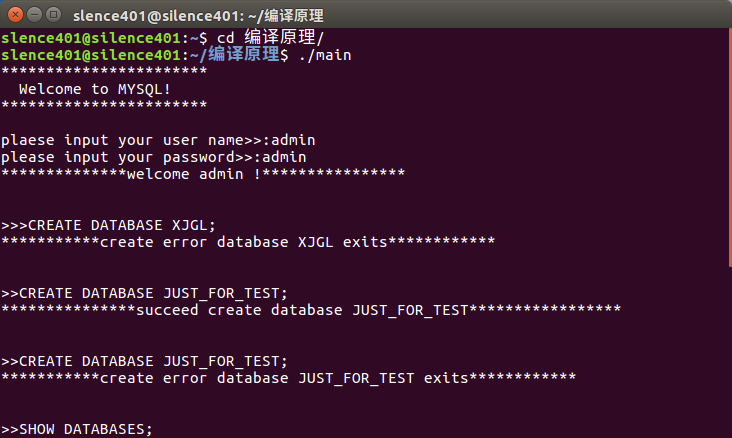 slence401@silence401: ~/编译原理
slence401@silence401:~$ cd 编译原理/
slence401@silence401:~/编译原理$ ./main
***********************
  Welcome to MYSQL!
***********************
plaese input your user name>>:admin
please input your password>>:admin
**************welcome admin !****************
>>>CREATE DATABASE XJGL;
***********create error database XJGL exits************
>>CREATE DATABASE JUST_FOR_TEST;
***************succeed create database JUST_FOR_TEST*****************
>>CREATE DATABASE JUST_FOR_TEST;
***********create error database JUST_FOR_TEST exits************
>>SHOW DATABASES;